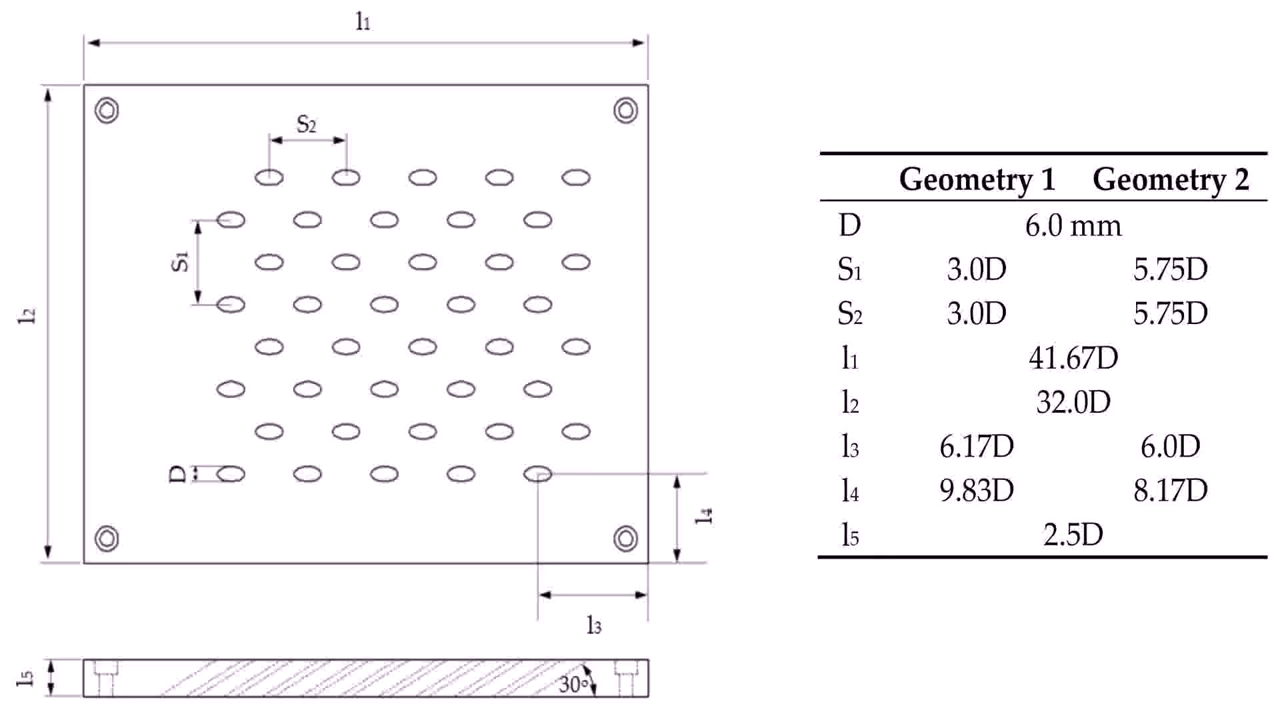 l1
S2
S1
l2
D
l4
l3
l5
30°
Geometry 1 Geometry 2
D 6.0 mm
S1 3.0D 5.75D
S2 3.0D 5.75D
l1 41.67D
l2 32.0D
l3 6.17D 6.0D
l4 9.83D 8.17D
l5 2.5D